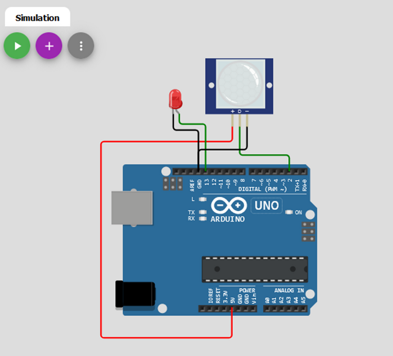 Simulation
+ D -
AREF
GND
13
12
~11
~10
~9
8
7
~6
~5
4
~3
2
TX→1
RX←0
DIGITAL (PWM ~)
L
TX
RX
UNO
ARDUINO
ON
IOREF
RESET
3.3V
5V
GND
GND
Vin
POWER
ANALOG IN
A0
A1
A2
A3
A4
A5